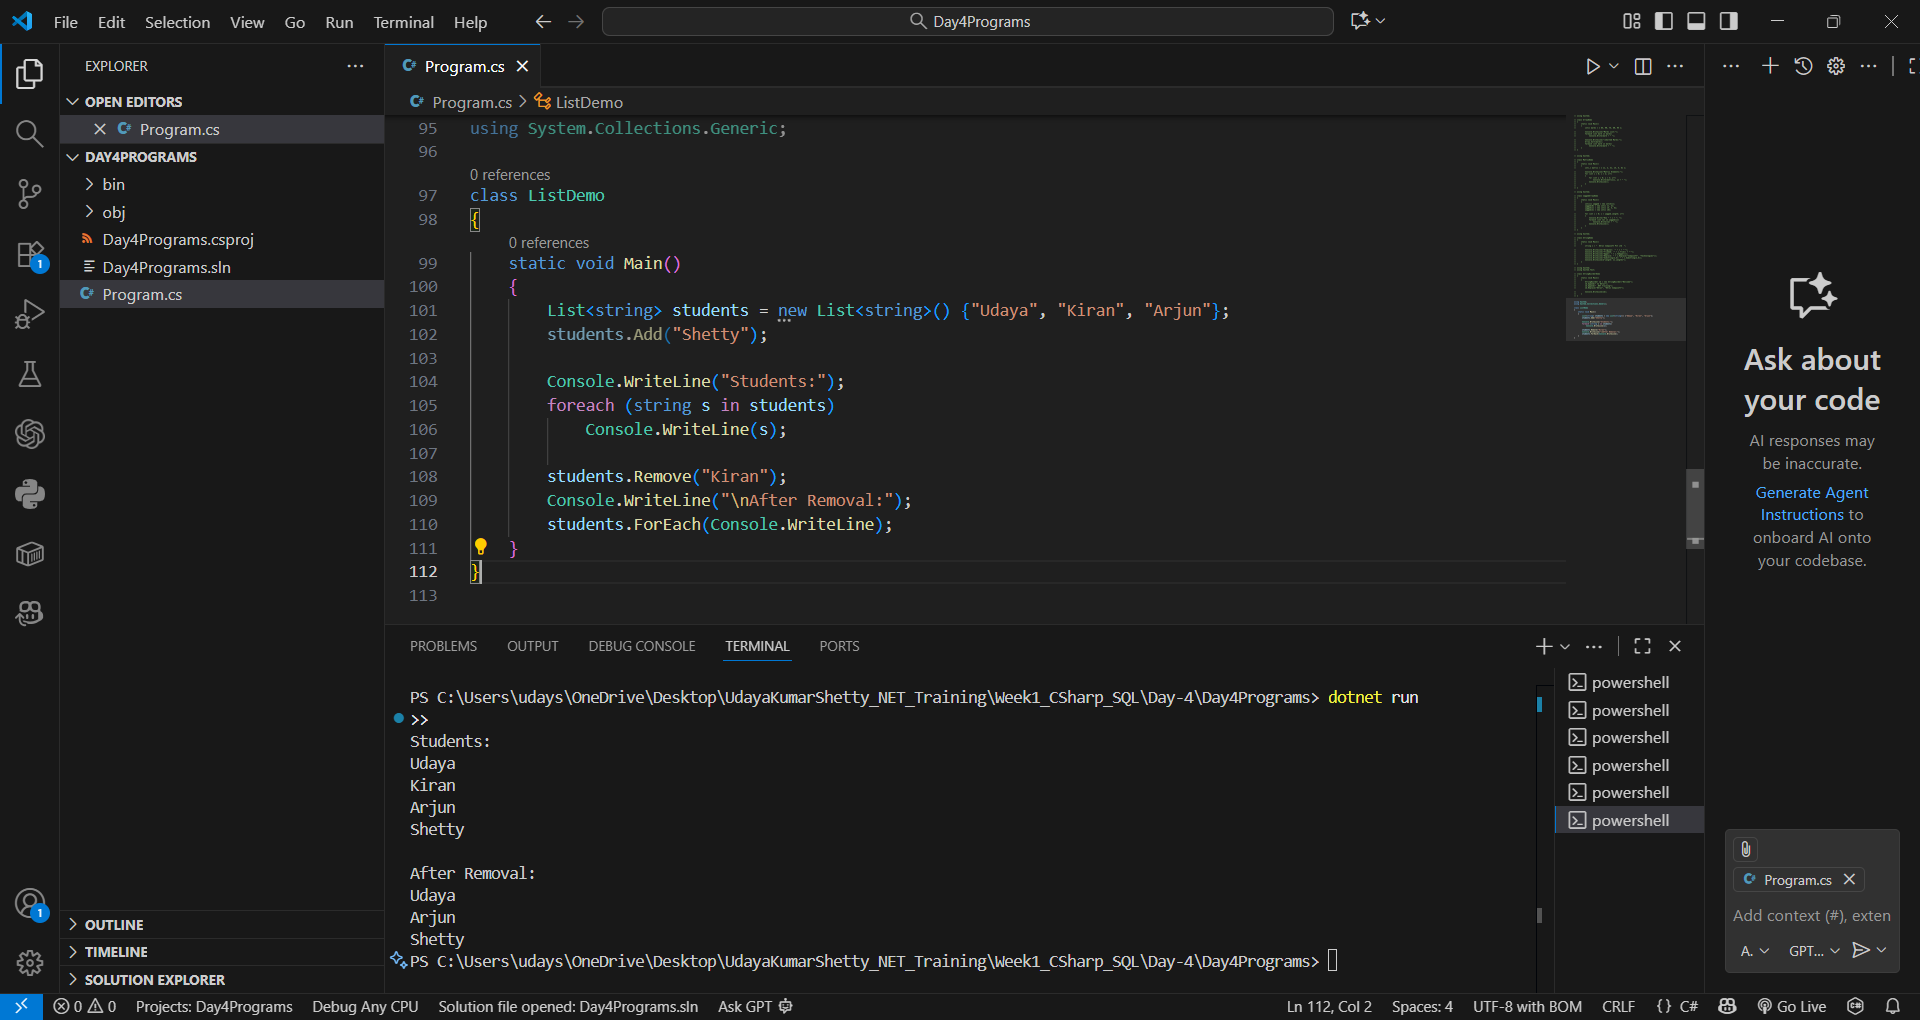 File Edit Selection View Go Run Terminal Help
Day4Programs
EXPLORER
OPEN EDITORS
Program.cs
DAY4PROGRAMS
bin
obj
Day4Programs.csproj
Day4Programs.sln
Program.cs
OUTLINE
TIMELINE
SOLUTION EXPLORER
Program.cs
Program.cs > ListDemo
95 using System.Collections.Generic;
96
0 references
97 class ListDemo
98 {
0 references
99 static void Main()
100 {
101 List<string> students = new List<string>() {"Udaya", "Kiran", "Arjun"};
102 students.Add("Shetty");
103
104 Console.WriteLine("Students:");
105 foreach (string s in students)
106 Console.WriteLine(s);
107
108 students.Remove("Kiran");
109 Console.WriteLine("\nAfter Removal:");
110 students.ForEach(Console.WriteLine);
111 }
112 }
113
PROBLEMS OUTPUT DEBUG CONSOLE TERMINAL PORTS
PS C:\Users\udays\OneDrive\Desktop\UdayaKumarShetty_NET_Training\Week1_CSharp_SQL\Day-4\Day4Programs> dotnet run
>>
Students:
Udaya
Kiran
Arjun
Shetty
After Removal:
Udaya
Arjun
Shetty
PS C:\Users\udays\OneDrive\Desktop\UdayaKumarShetty_NET_Training\Week1_CSharp_SQL\Day-4\Day4Programs>
powershell
powershell
powershell
powershell
powershell
powershell
Ask about
your code
AI responses may
be inaccurate.
Generate Agent
Instructions to
onboard AI onto
your codebase.
Program.cs
Add context (#), exten
A. GPT...
1
1
0 0 Projects: Day4Programs Debug Any CPU Solution file opened: Day4Programs.sln Ask GPT Ln 112, Col 2 Spaces: 4 UTF-8 with BOM CRLF {} C# Go Live